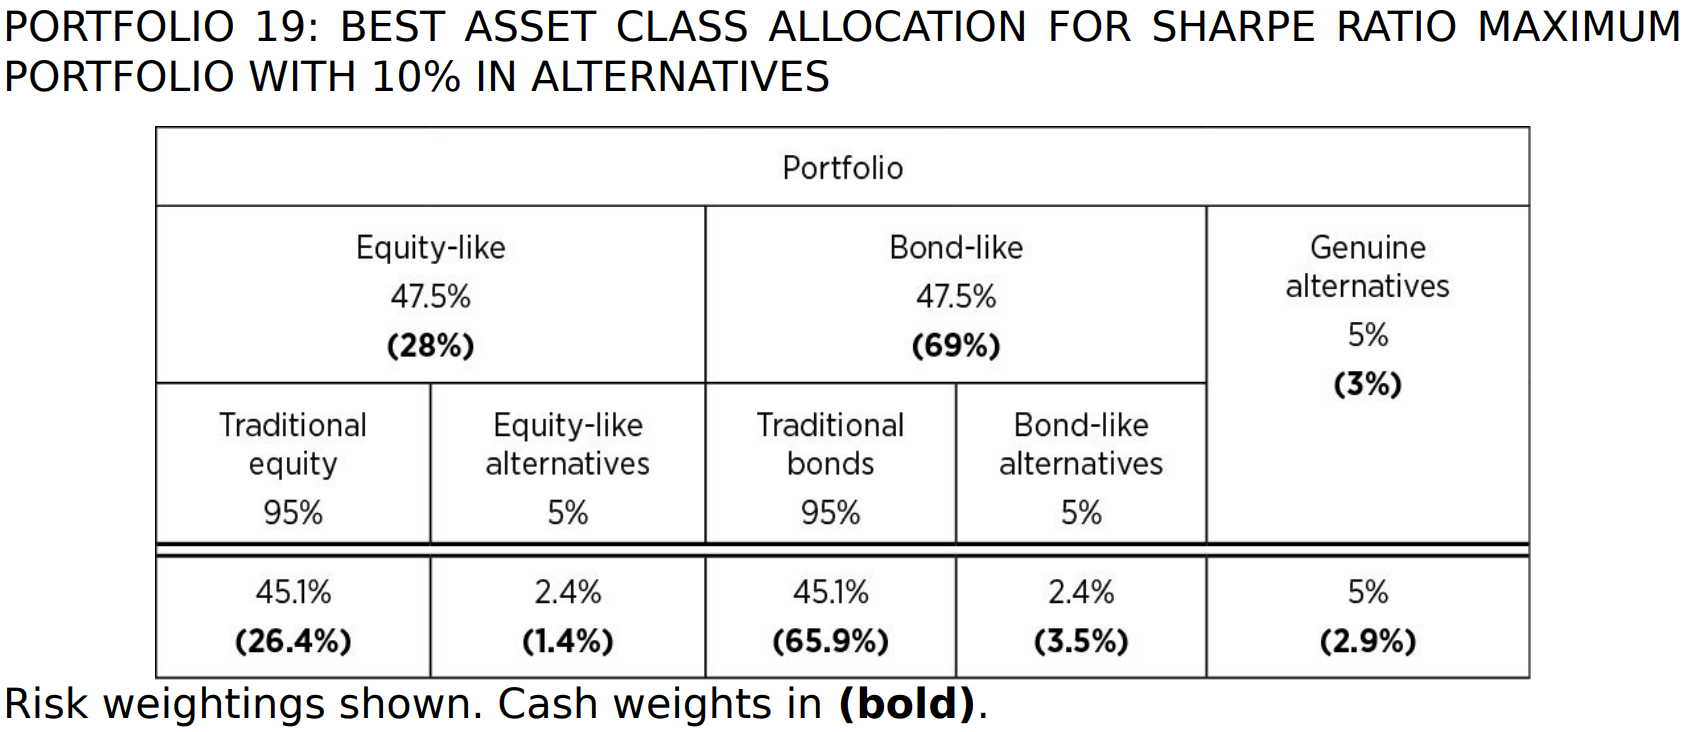 PORTFOLIO 19: BEST ASSET CLASS ALLOCATION FOR SHARPE RATIO MAXIMUM
PORTFOLIO WITH 10% IN ALTERNATIVES
Portfolio
Equity-like
47.5%
(28%)
Bond-like
47.5%
(69%)
Genuine
alternatives
5%
(3%)
Traditional
equity
95%
Equity-like
alternatives
5%
Traditional
bonds
95%
Bond-like
alternatives
5%
45.1%
(26.4%)
2.4%
(1.4%)
45.1%
(65.9%)
2.4%
(3.5%)
5%
(2.9%)
Risk weightings shown. Cash weights in (bold).